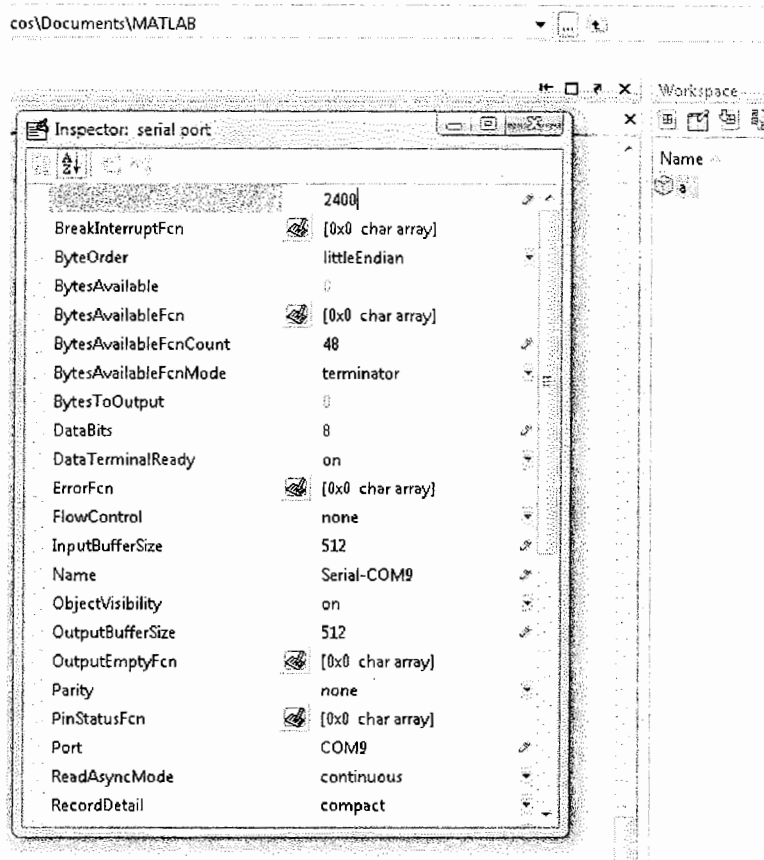 cos\Documents\MATLAB
...
Workspace
Inspector: serial port
Name
a
2400
BreakInterruptFcn [0x0 char array]
ByteOrder littleEndian
BytesAvailable 0
BytesAvailableFcn [0x0 char array]
BytesAvailableFcnCount 48
BytesAvailableFcnMode terminator
BytesToOutput 0
DataBits 8
DataTerminalReady on
ErrorFcn [0x0 char array]
FlowControl none
InputBufferSize 512
Name Serial-COM9
ObjectVisibility on
OutputBufferSize 512
OutputEmptyFcn [0x0 char array]
Parity none
PinStatusFcn [0x0 char array]
Port COM9
ReadAsyncMode continuous
RecordDetail compact